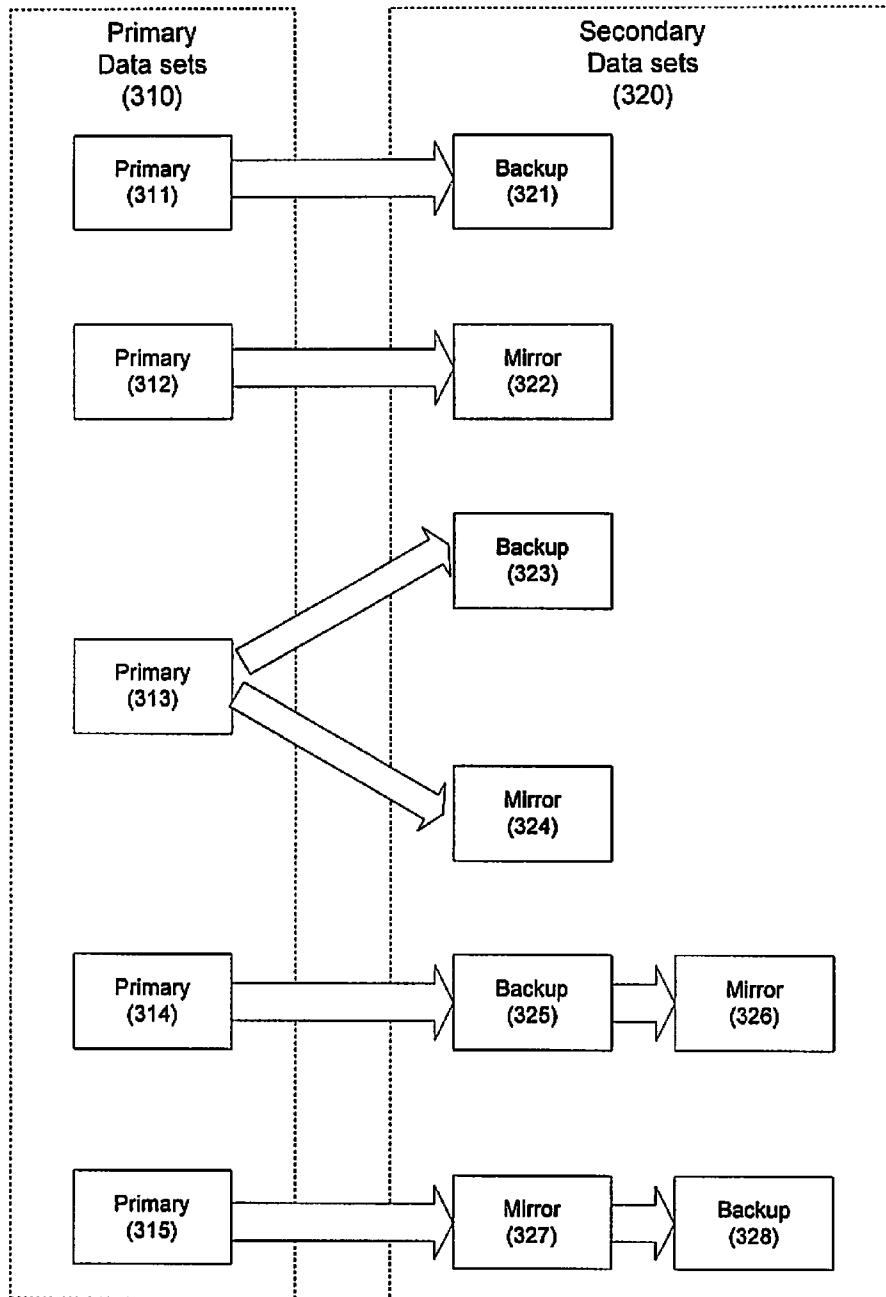 Primary
Data sets
(310)
Secondary
Data sets
(320)
Primary
(311)
Backup
(321)
Primary
(312)
Mirror
(322)
Backup
(323)
Primary
(313)
Mirror
(324)
Primary
(314)
Backup
(325)
Mirror
(326)
Primary
(315)
Mirror
(327)
Backup
(328)